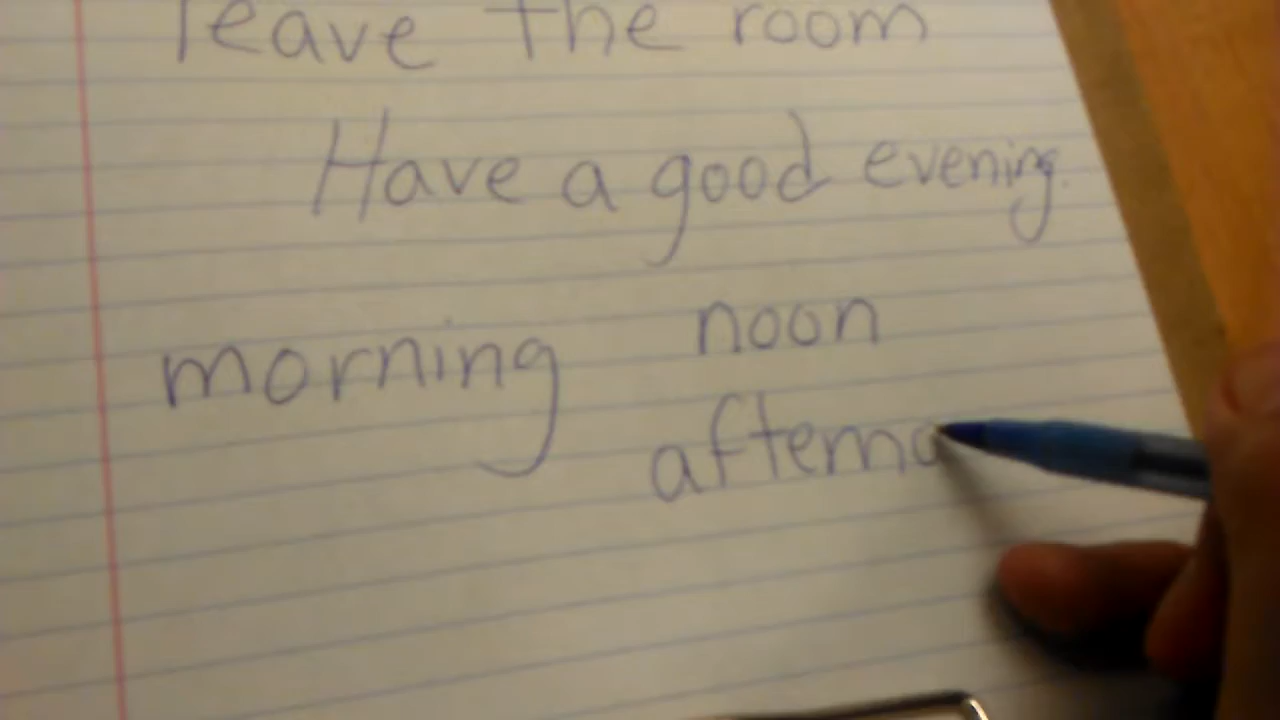 leave the room
Have a good evening.
morning
noon
afterno